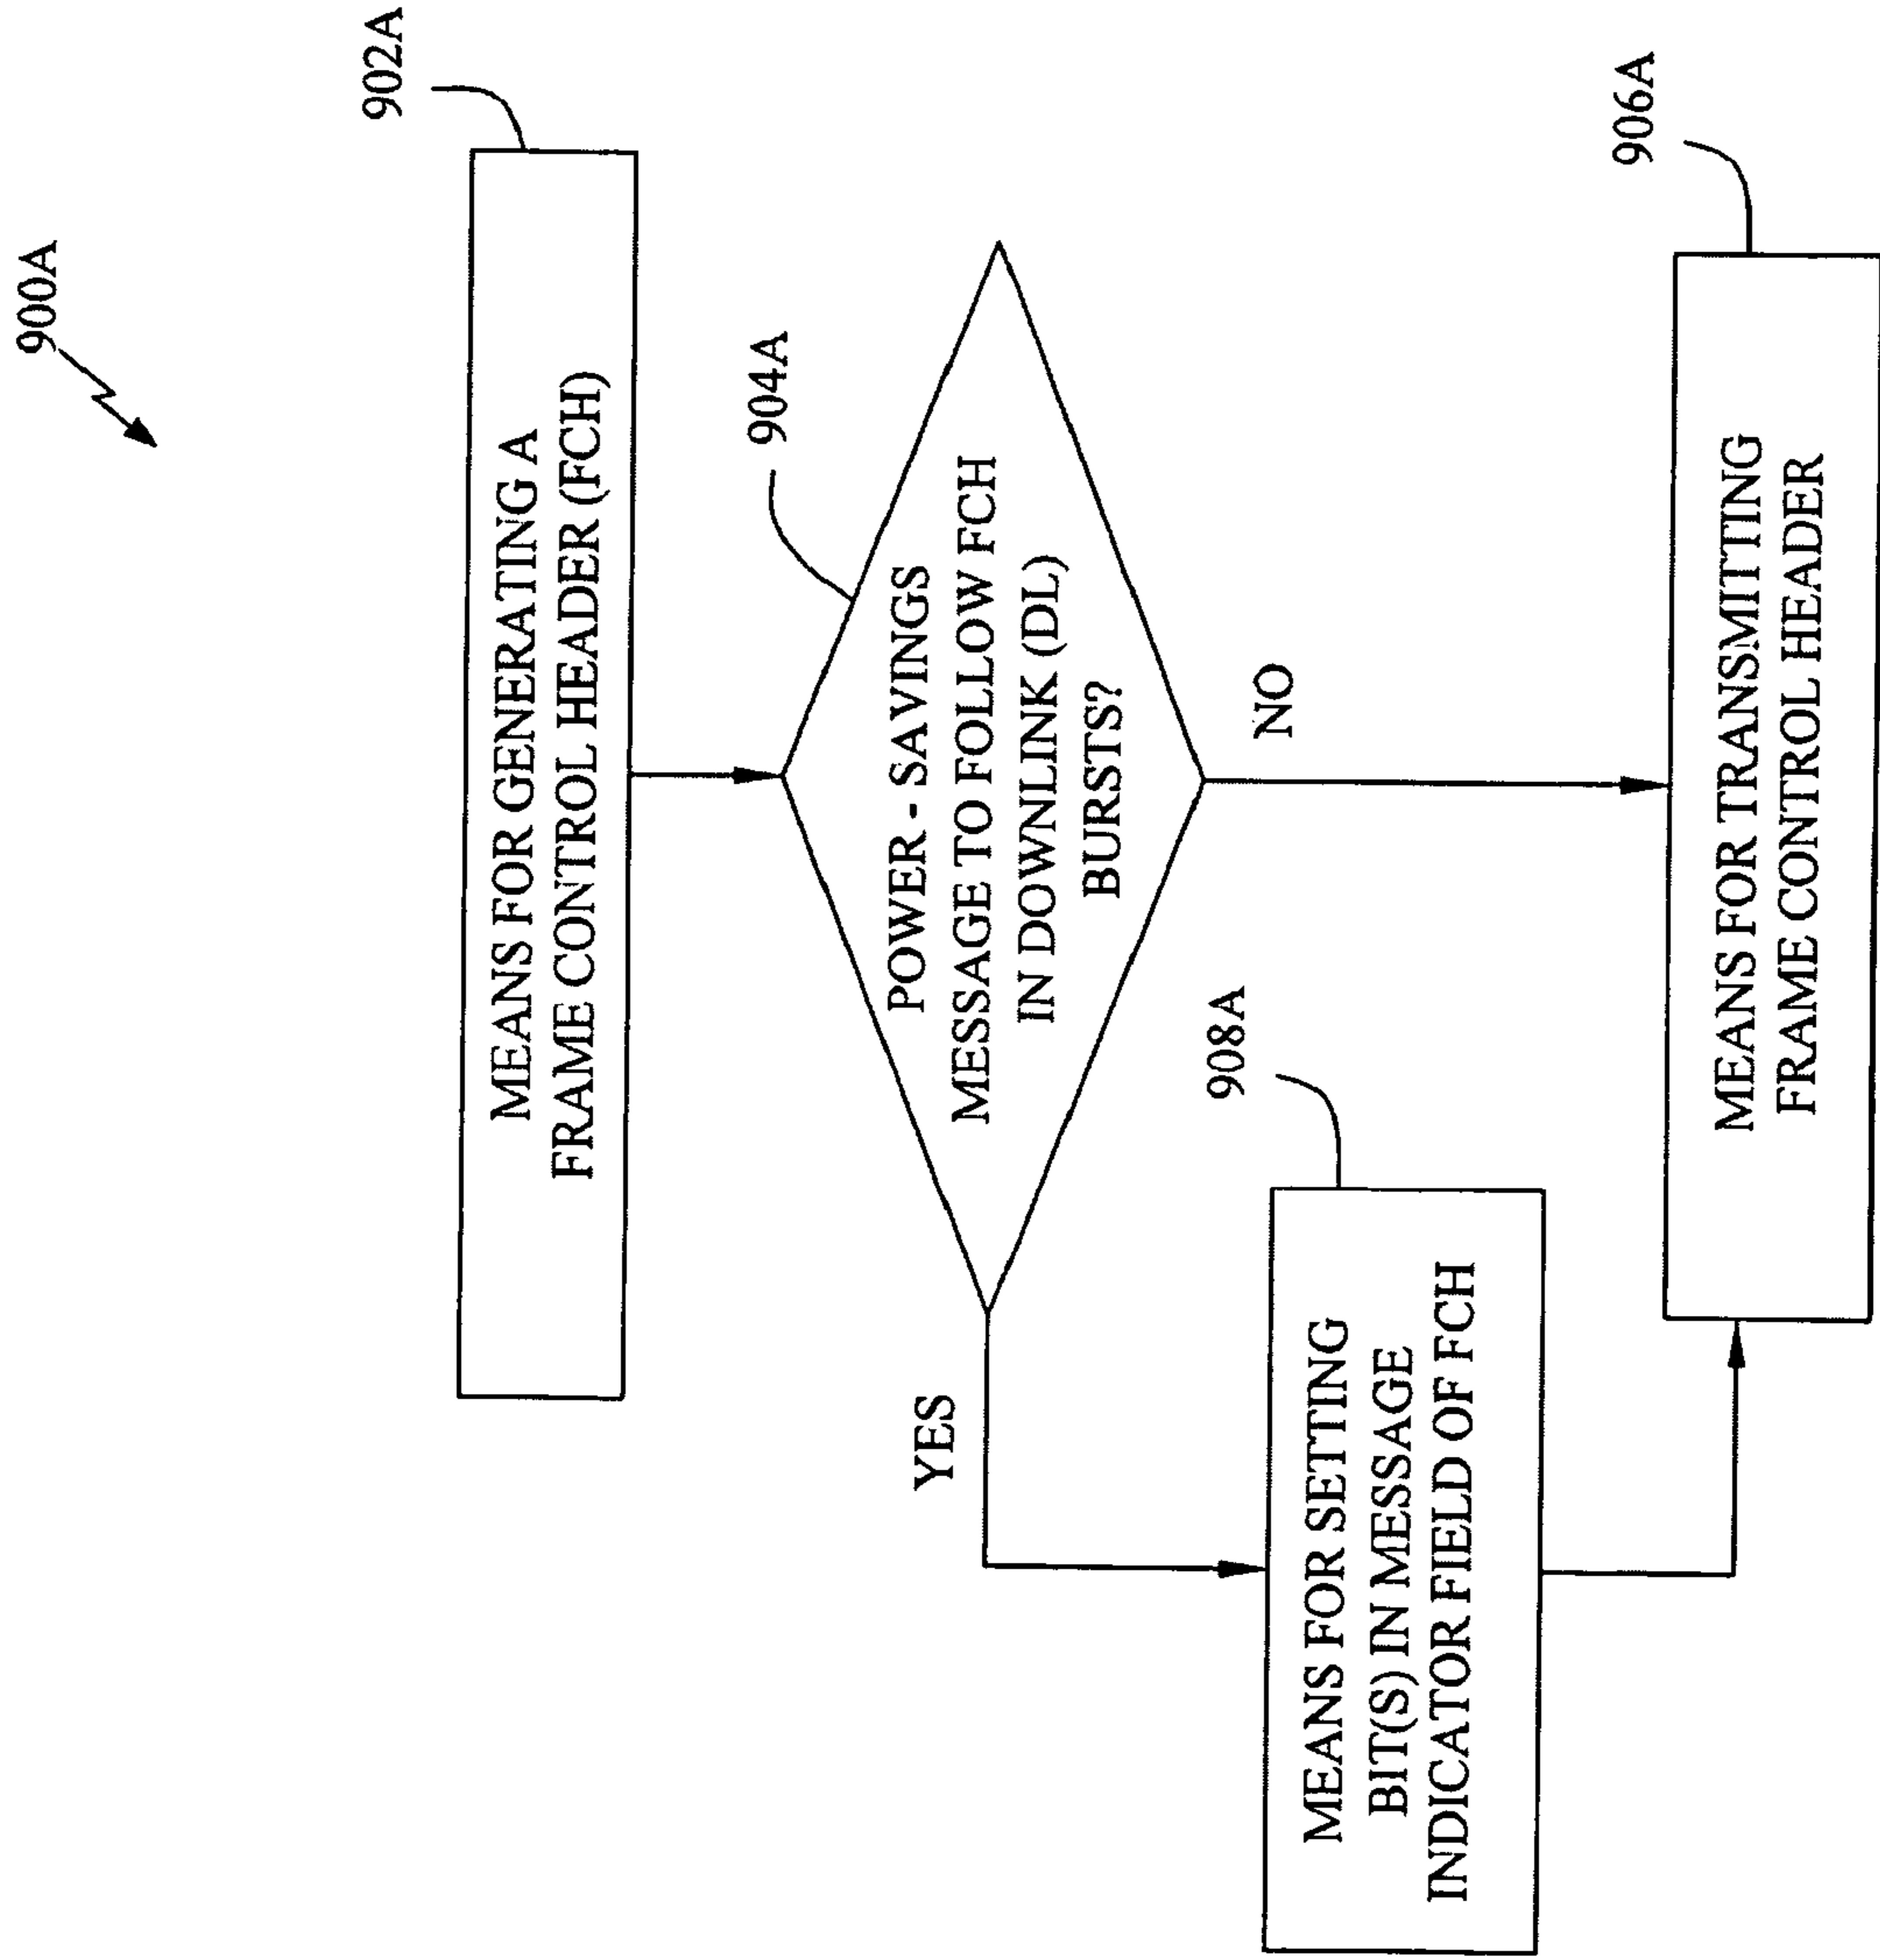 900A
902A
MEANS FOR GENERATING A
FRAME CONTROL HEADER (FCH)
904A
POWER - SAVINGS
MESSAGE TO FOLLOW FCH
IN DOWNLINK (DL)
BURSTS?
YES
NO
908A
MEANS FOR SETTING
BIT(S) IN MESSAGE
INDICATOR FIELD OF FCH
906A
MEANS FOR TRANSMITTING
FRAME CONTROL HEADER